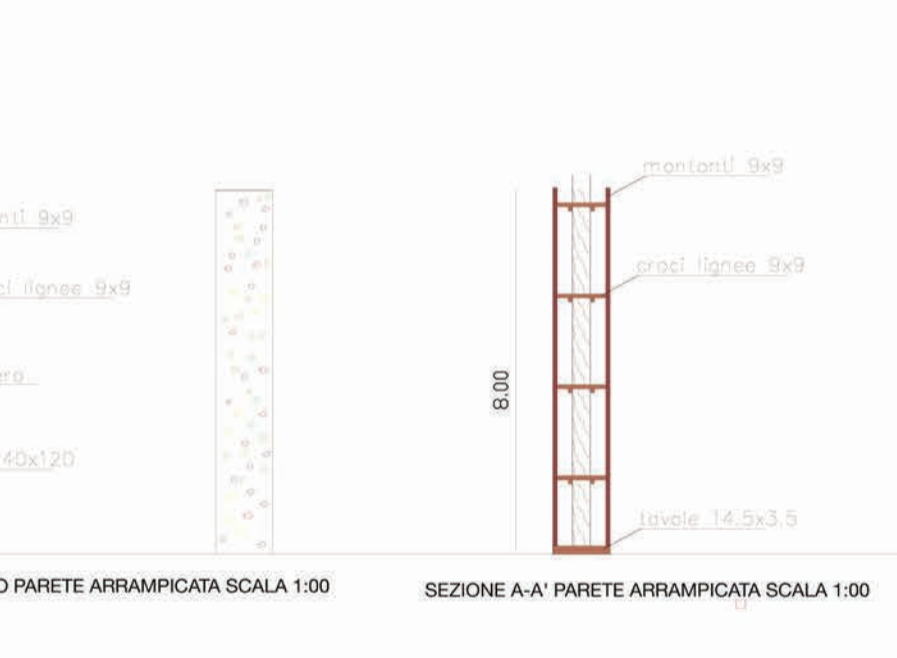 montanti 9x9
nti 9x9
croci lignee 9x9
ci lignee 9x9
8.00
ero
40x120
tavole 14.5x3.5
O PARETE ARRAMPICATA SCALA 1:00
SEZIONE A-A' PARETE ARRAMPICATA SCALA 1:00